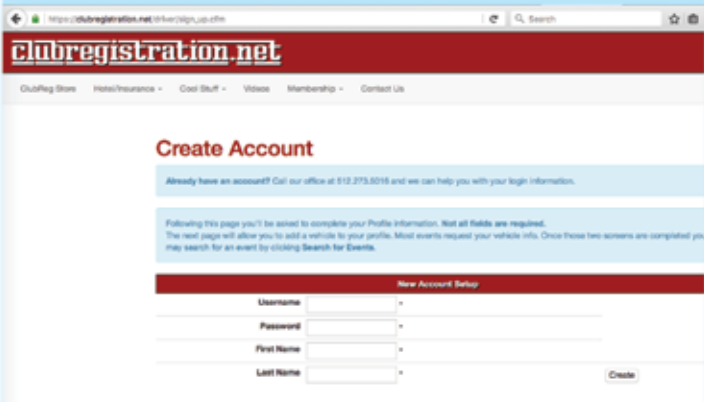 https://clubregistration.net/driver/sign_up.cfm
Search
clubregistration.net
ClubReg Store Hotel/Insurance Cool Stuff Videos Membership Contact Us
Create Account
Already have an account? Call our office at 512.273.5016 and we can help you with your login information.
Following this page you'll be asked to complete your Profile information. Not all fields are required.
The next page will allow you to add a vehicle to your profile. Most events request your vehicle info. Once those two screens are completed you
may search for an event by clicking Search for Events.
New Account Setup
Username *
Password *
First Name *
Last Name * Create